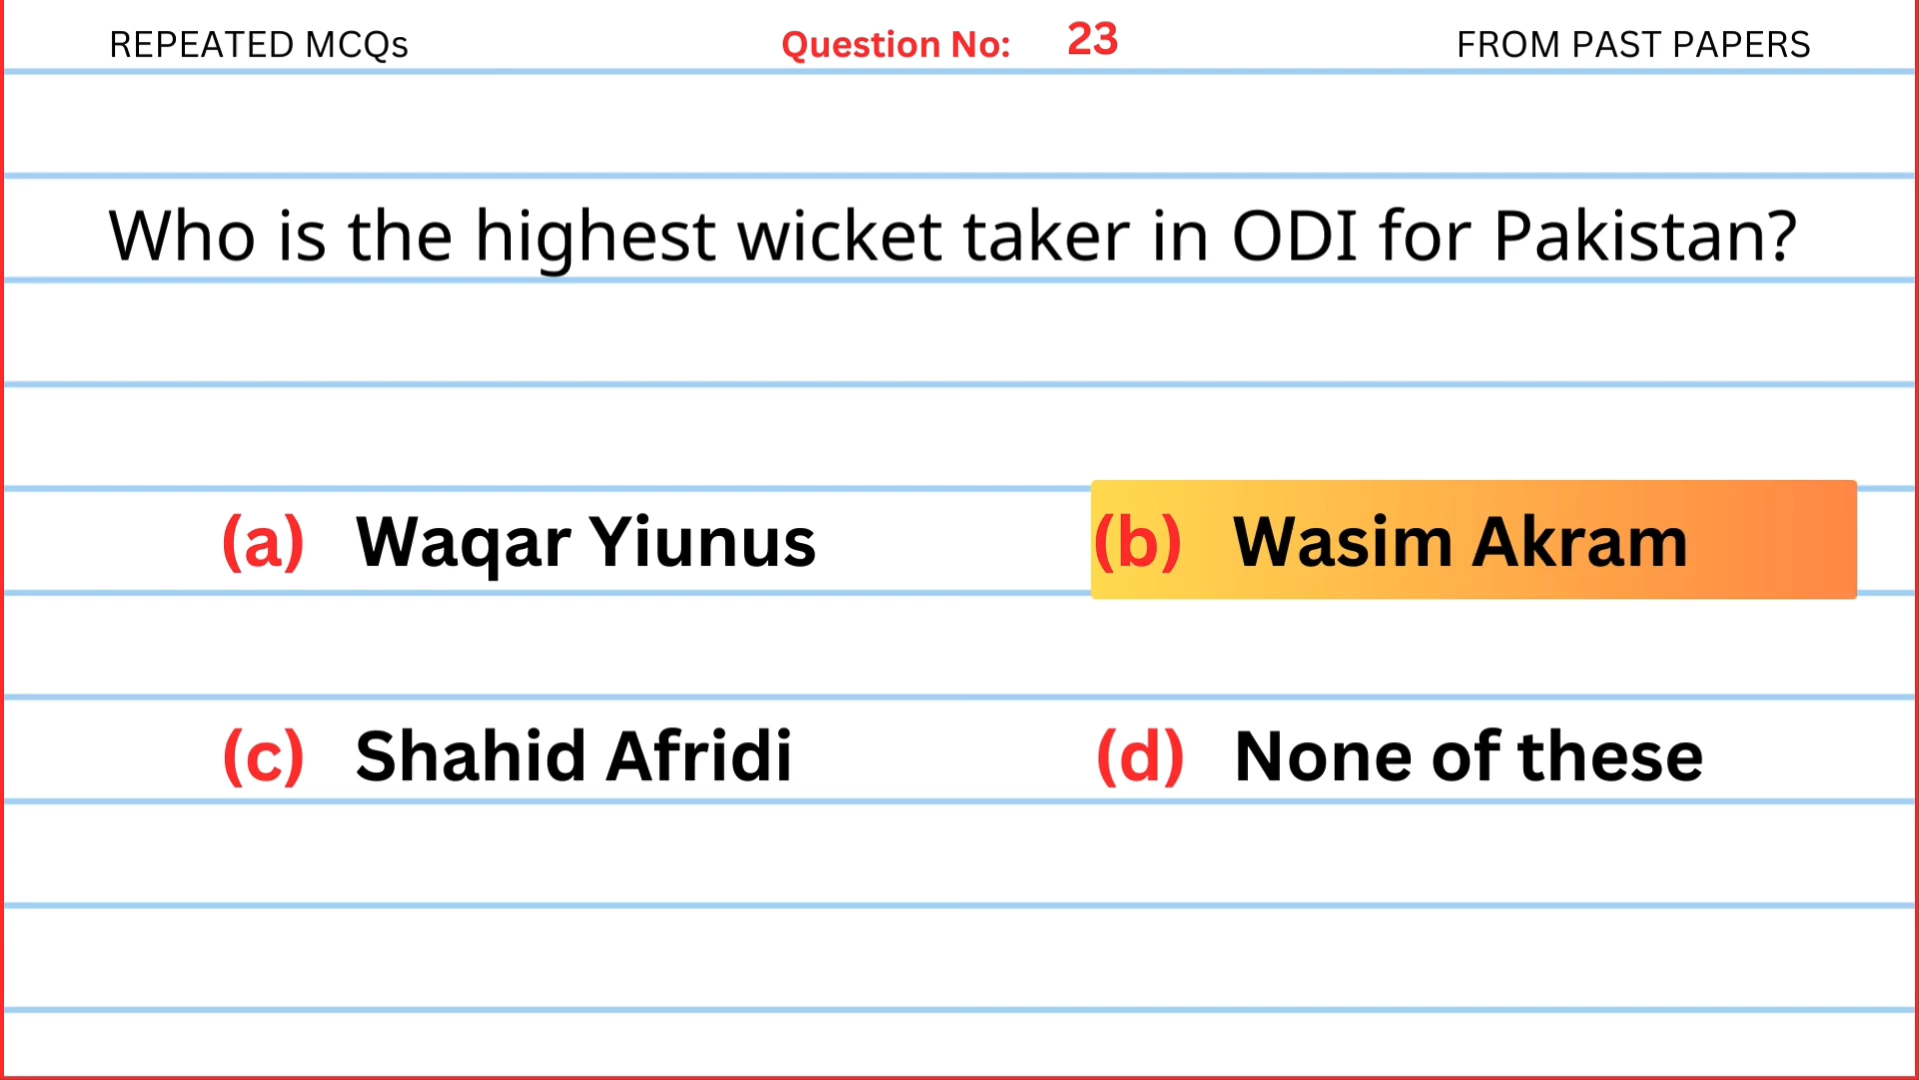 REPEATED MCQs Question No: 23 FROM PAST PAPERS
Who is the highest wicket taker in ODI for Pakistan?
(a) Waqar Yiunus (b) Wasim Akram
(c) Shahid Afridi (d) None of these